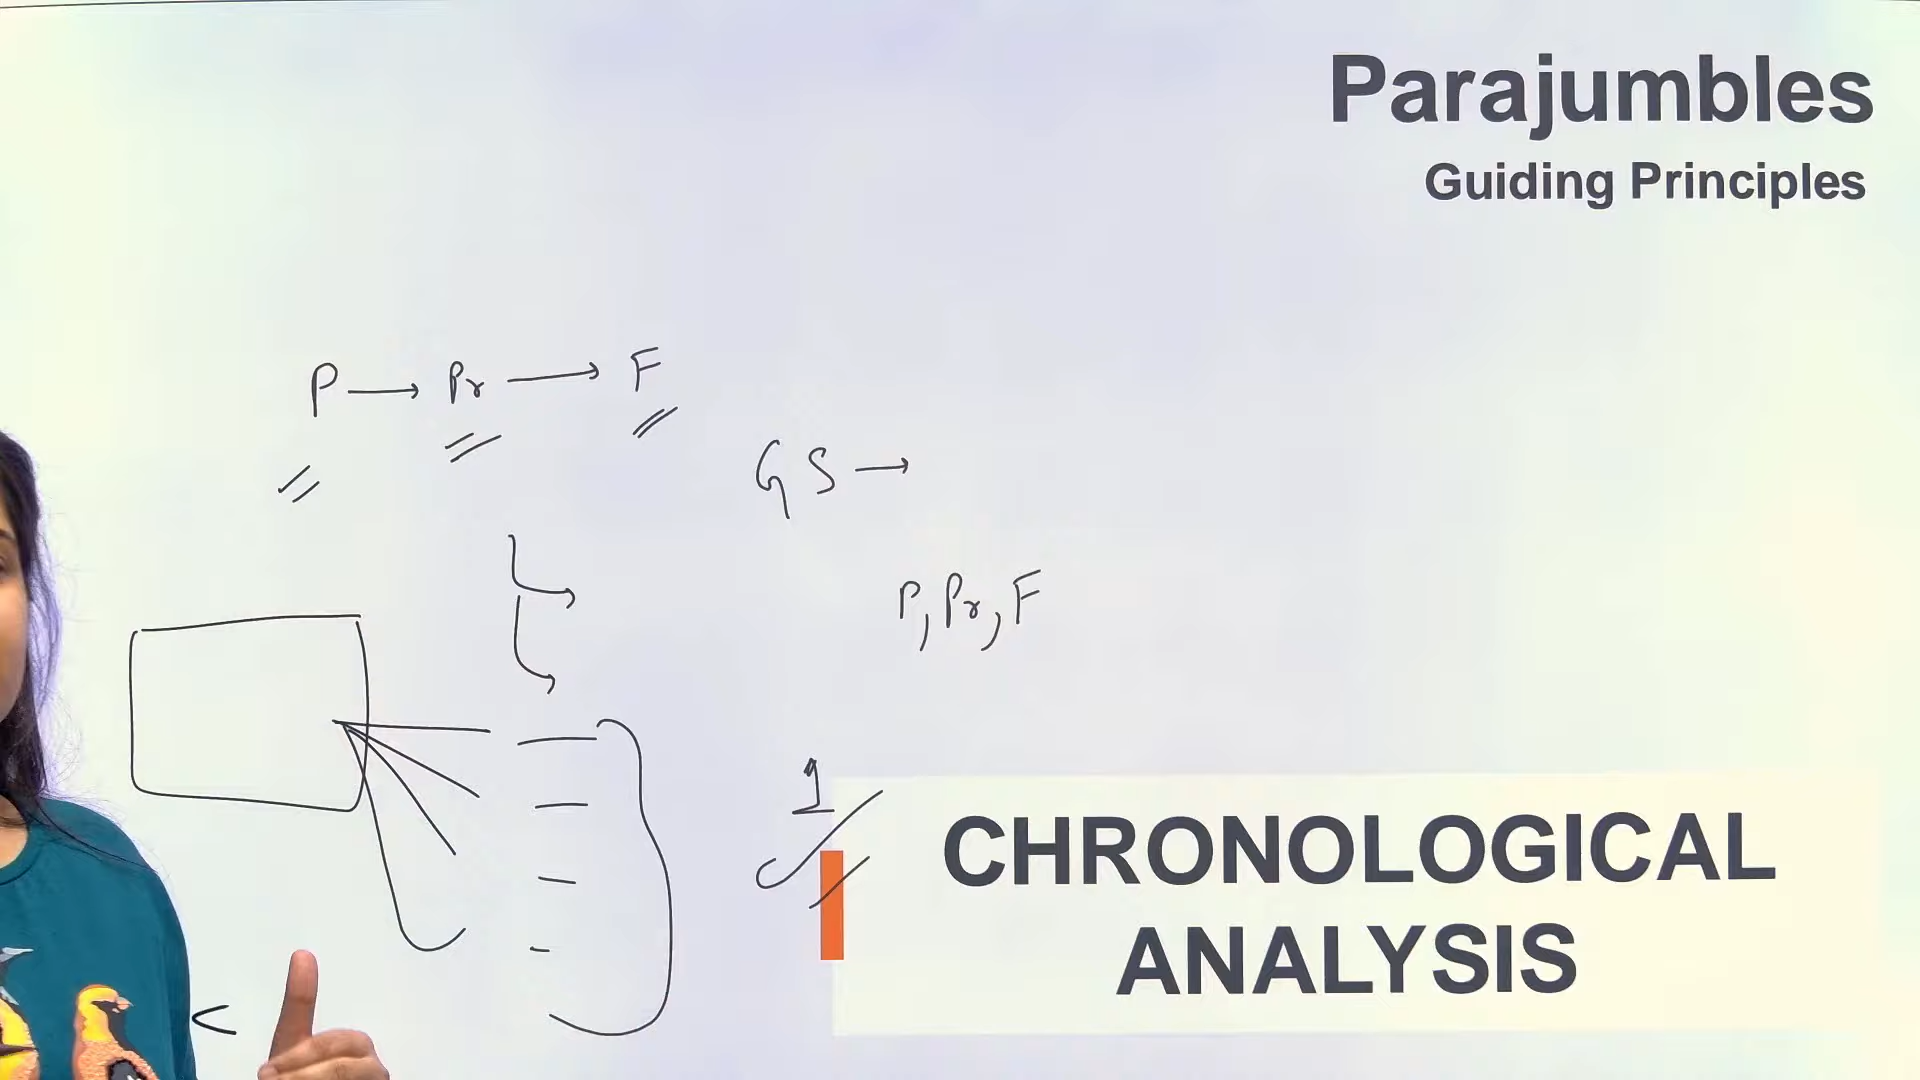 Parajumbles
Guiding Principles
P → Pr → F
GS →
P, Pr, F
1
CHRONOLOGICAL
ANALYSIS